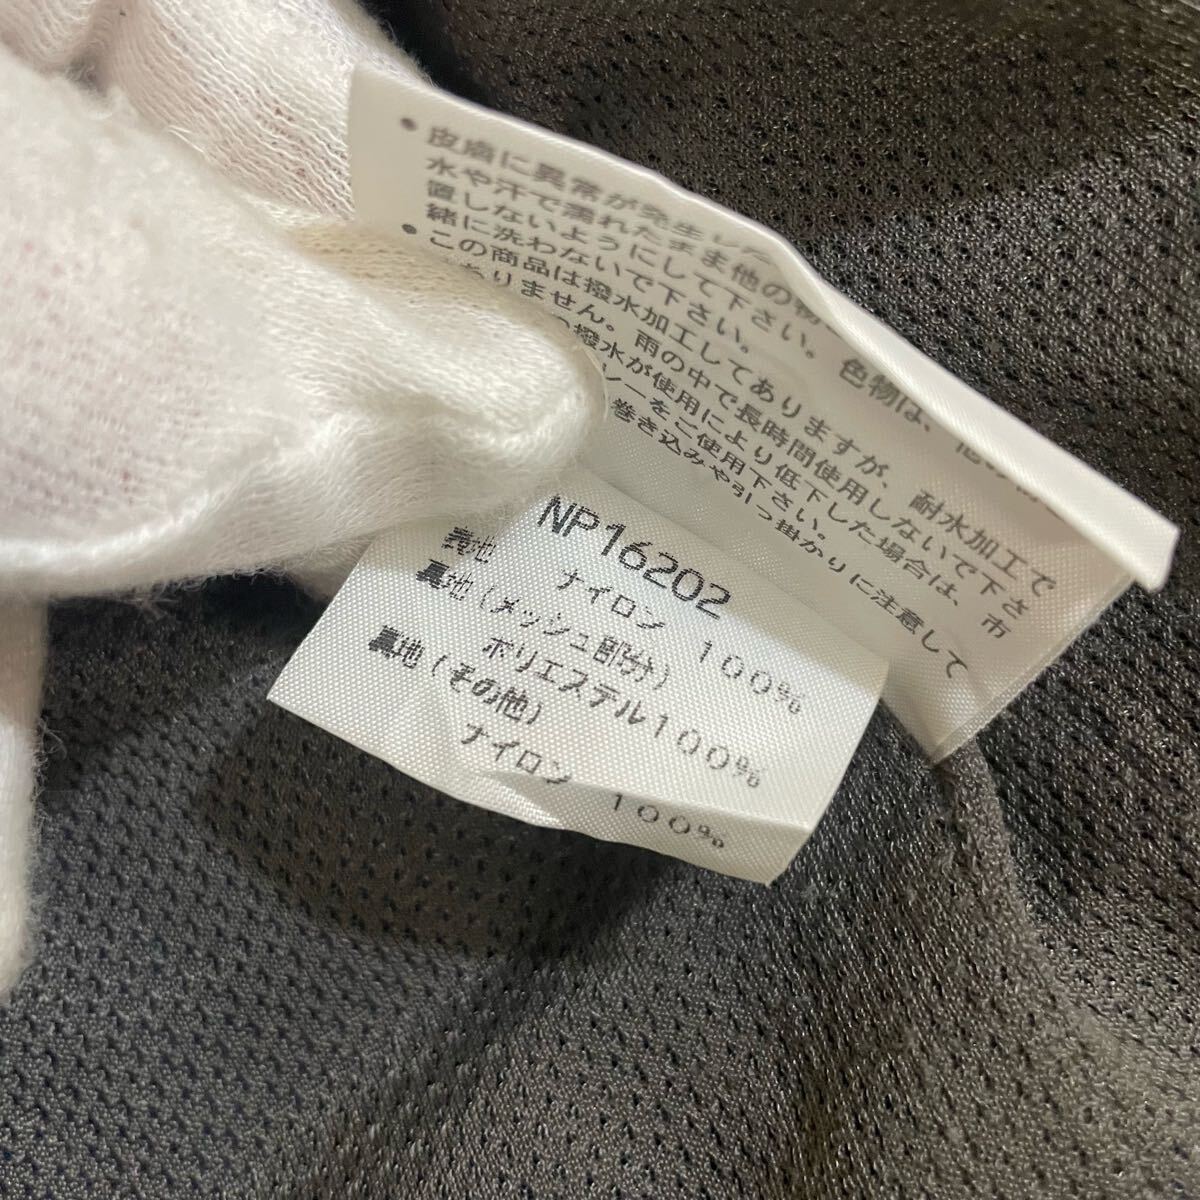 ・皮膚に異常が発生した
水や汗で濡れたまま他の物
置しないようにして下さい。色物は、他の
緒に洗わないで下さい。
・この商品は撥水加工してありますが、耐水加工で
ありません。雨の中で長時間使用しないで下さ
撥水が使用により低下した場合は、市
レーをご使用下さい。
巻き込みや引っ掛かりに注意して
NP16202
表地 ナイロン 100%
裏地(メッシュ部分)
ポリエステル100%
裏地(その他)
ナイロン 100%